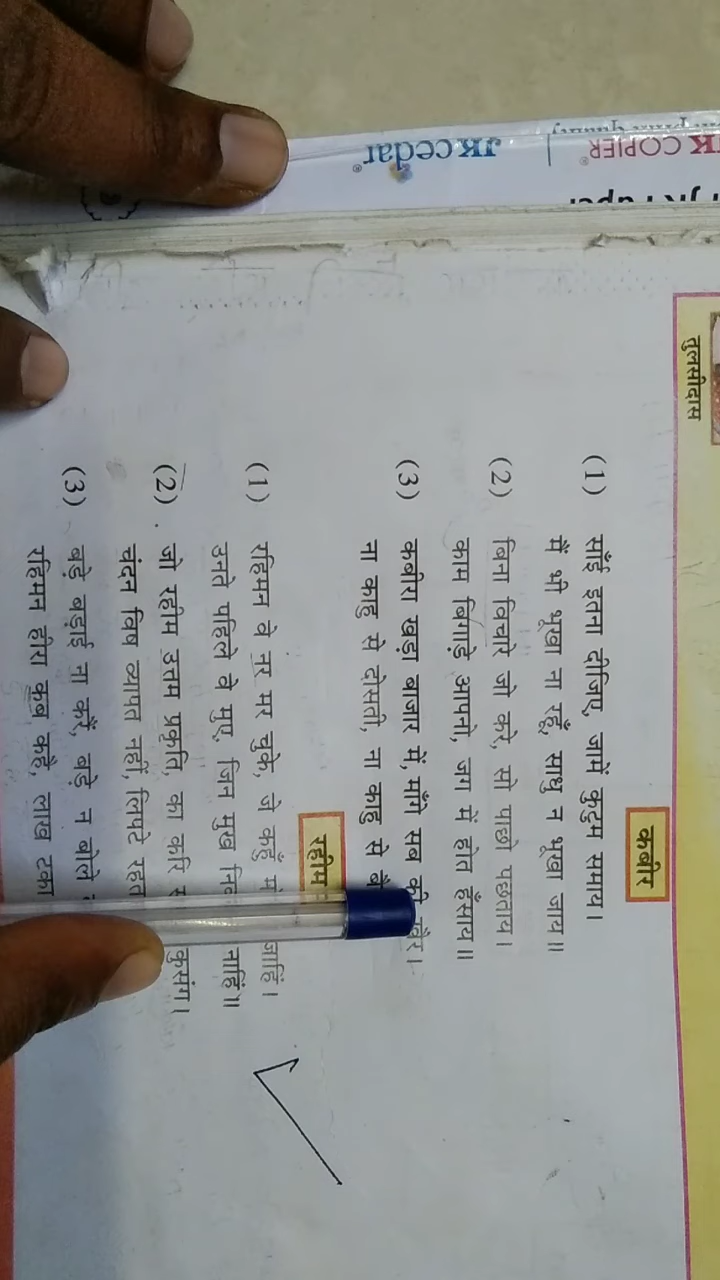 JK COPIER®
JK cedar®
तुलसीदास
कबीर
(1) साँई इतना दीजिए, जामें कुटुम समाय।
मैं भी भूखा ना रहूँ, साधु न भूखा जाय॥
(2) बिना विचारे जो करे, सो पाछो पछताय।
काम बिगाड़े आपनो, जग में होत हँसाय॥
(3) कबीरा खड़ा बाजार में, माँगे सब की खैर।
ना काहु से दोसती, ना काहु से
रहीम
(1) रहिमन वे नर मर चुके, जे कहुँ जाहिं।
उनते पहिले वे मुए, जिन मुख नाहिं॥
(2) जो रहीम उत्तम प्रकृति, का करि कुसंग।
चंदन विष व्यापत नहीं, लिपटे रहत
(3) बड़े बड़ाई ना करें, बड़े न बोले
रहिमन हीरा कब कहै, लाख टका